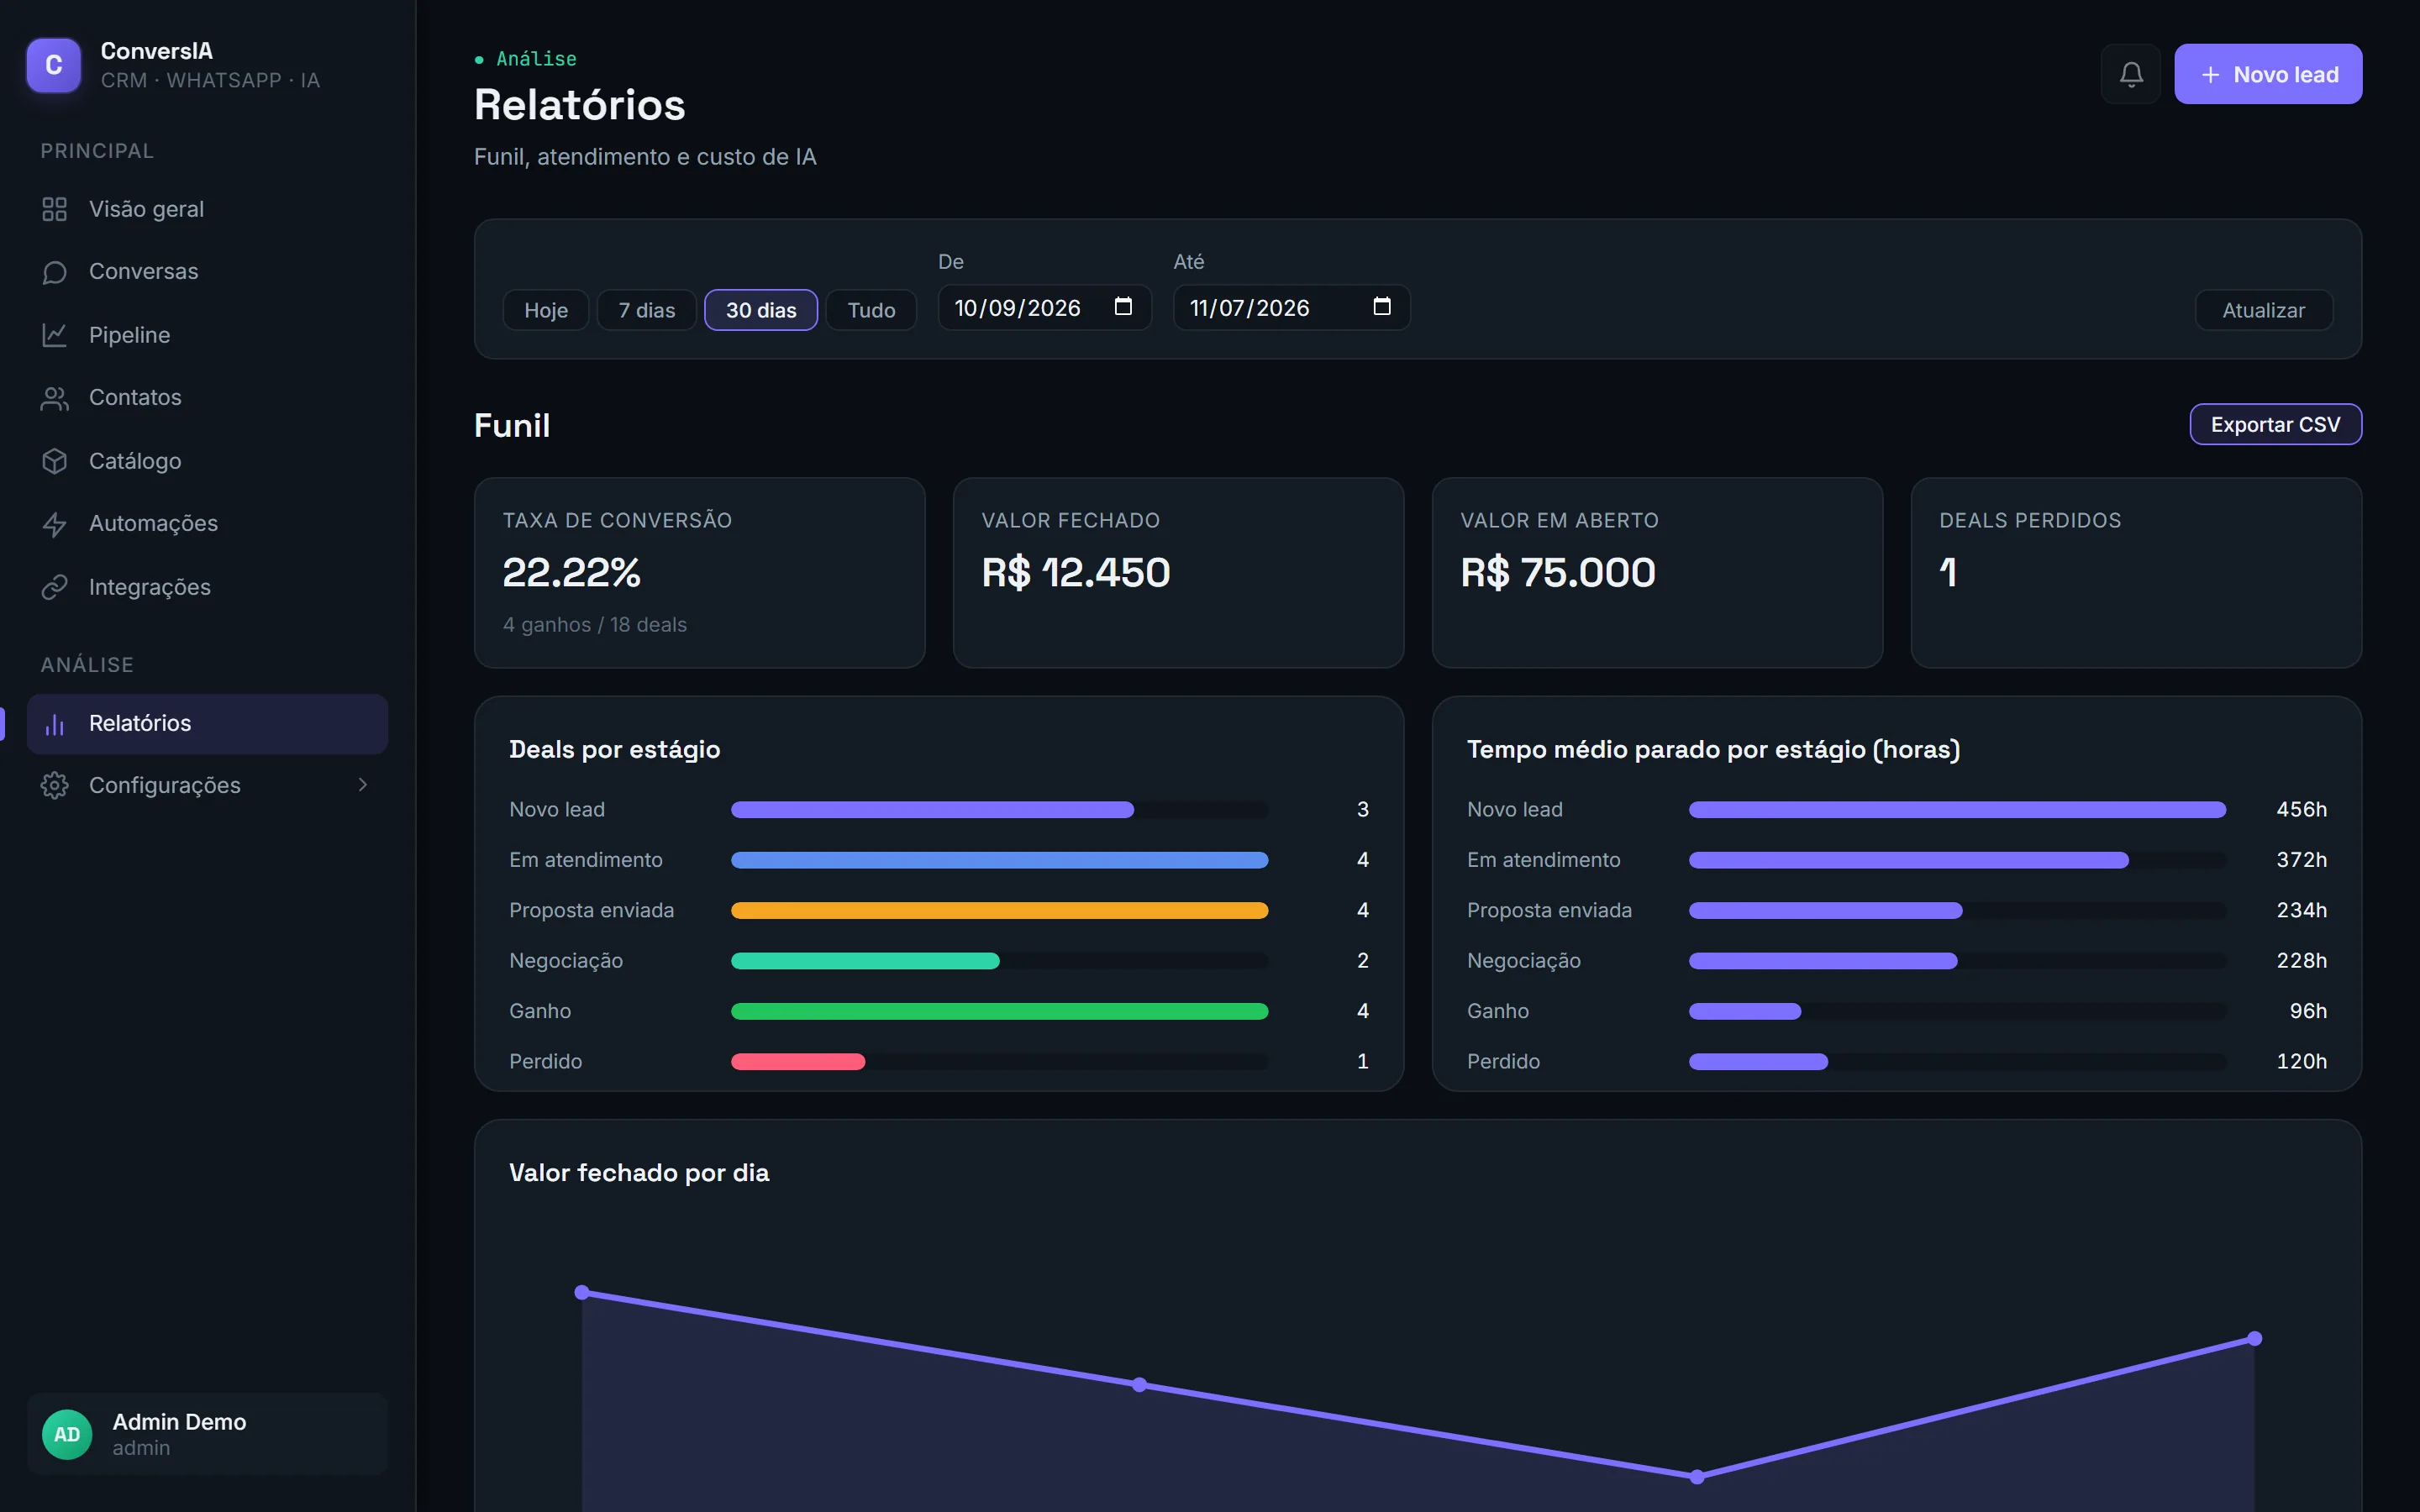 C
ConversIA
CRM · WHATSAPP · IA
PRINCIPAL
Visão geral
Conversas
Pipeline
Contatos
Catálogo
Automações
Integrações
ANÁLISE
Relatórios
Configurações
AD
Admin Demo
admin
Análise
Relatórios
Funil, atendimento e custo de IA
Novo lead
De
Até
Hoje
7 dias
30 dias
Tudo
10/09/2026
11/07/2026
Atualizar
Funil
Exportar CSV
TAXA DE CONVERSÃO
22.22%
4 ganhos / 18 deals
VALOR FECHADO
R$ 12.450
VALOR EM ABERTO
R$ 75.000
DEALS PERDIDOS
1
Deals por estágio
Novo lead 3
Em atendimento 4
Proposta enviada 4
Negociação 2
Ganho 4
Perdido 1
Tempo médio parado por estágio (horas)
Novo lead 456h
Em atendimento 372h
Proposta enviada 234h
Negociação 228h
Ganho 96h
Perdido 120h
Valor fechado por dia